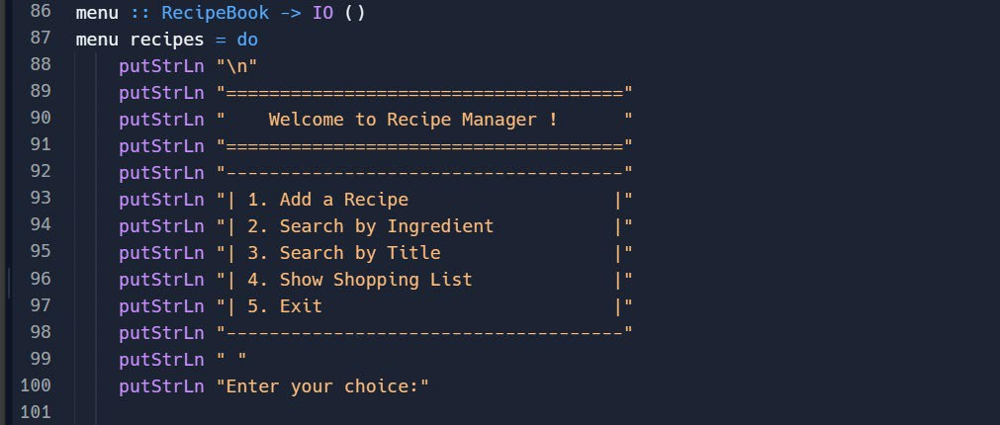 86 menu :: RecipeBook -> IO ()
87 menu recipes = do
88     putStrLn "\n"
89     putStrLn "====================================="
90     putStrLn "    Welcome to Recipe Manager !      "
91     putStrLn "====================================="
92     putStrLn "-------------------------------------"
93     putStrLn "| 1. Add a Recipe                   |"
94     putStrLn "| 2. Search by Ingredient           |"
95     putStrLn "| 3. Search by Title                |"
96     putStrLn "| 4. Show Shopping List             |"
97     putStrLn "| 5. Exit                           |"
98     putStrLn "-------------------------------------"
99     putStrLn " "
100     putStrLn "Enter your choice:"
101